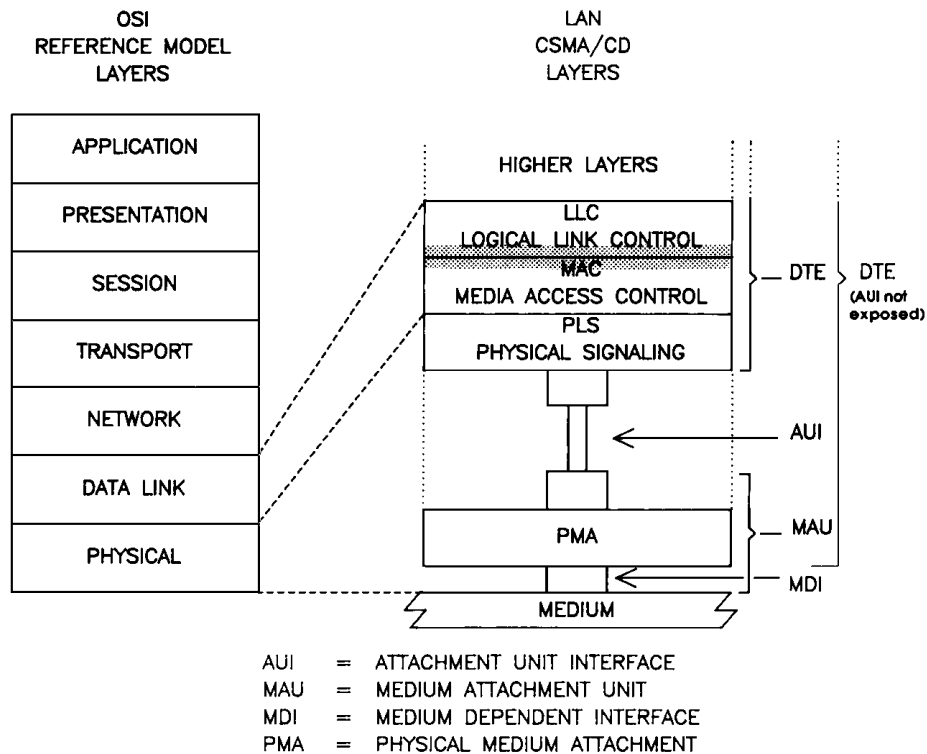 OSI
REFERENCE MODEL
LAYERS
APPLICATION
PRESENTATION
SESSION
TRANSPORT
NETWORK
DATA LINK
PHYSICAL
LAN
CSMA/CD
LAYERS
HIGHER LAYERS
LLC
LOGICAL LINK CONTROL
MAC
MEDIA ACCESS CONTROL
PLS
PHYSICAL SIGNALING
PMA
MEDIUM
DTE
DTE
(AUI not
exposed)
AUI
MAU
MDI
AUI = ATTACHMENT UNIT INTERFACE
MAU = MEDIUM ATTACHMENT UNIT
MDI = MEDIUM DEPENDENT INTERFACE
PMA = PHYSICAL MEDIUM ATTACHMENT